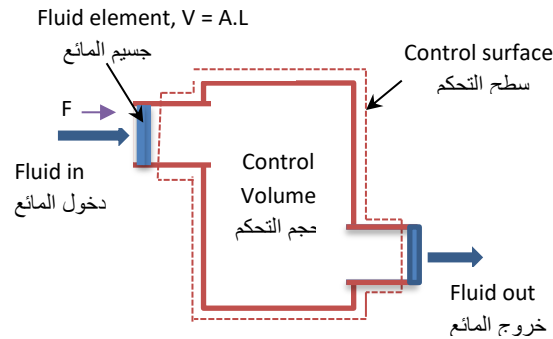 Fluid element, V = A.L
جسيم المائع
Control surface
سطح التحكم
F
Fluid in
دخول المائع
Control
Volume
حجم التحكم
Fluid out
خروج المائع